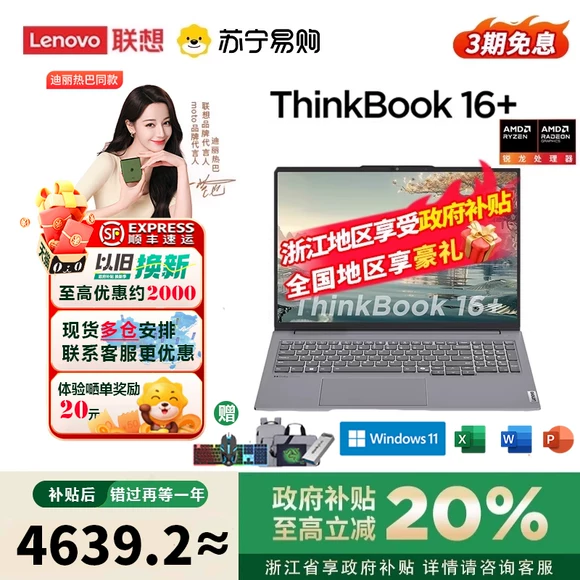 Lenovo 联想 苏宁易购
3期免息
迪丽热巴同款
ThinkBook 16+
AMD RYZEN
AMD RADEON GRAPHICS
锐龙处理器
迪丽热巴
联想品牌代言人
moto品牌代言人
SF EXPRESS
顺丰速运
以旧换新
至高优惠约2000
现货多仓安排
联系客服更优惠
体验晒单奖励
20元
浙江地区享受政府补贴
全国地区享豪礼
ThinkBook 16+
Lenovo
赠
Windows 11
X
W
P
补贴后 错过再等一年
4639.2≈
政府补贴
至高立减
20%
浙江省享政府补贴 详情请咨询客服